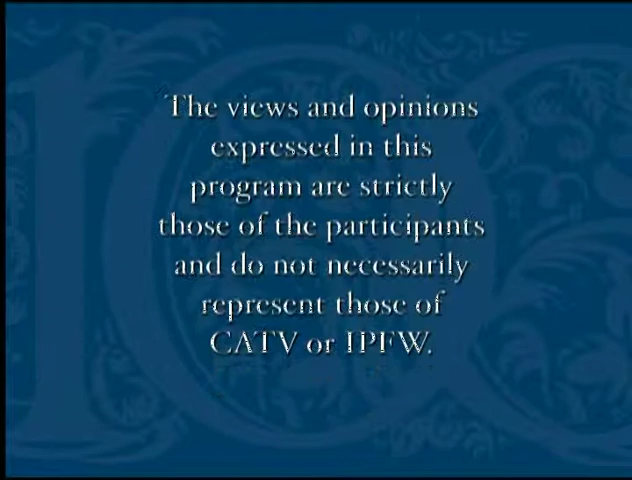 The views and opinions
expressed in this
program are strictly
those of the participants
and do not necessarily
represent those of
CATV or IPFW.